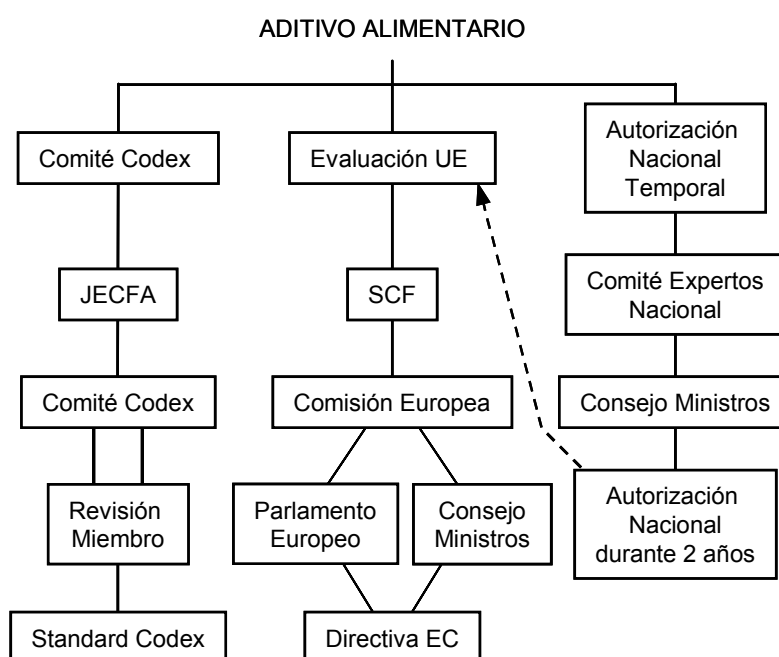 ADITIVO ALIMENTARIO
Comité Codex
Evaluación UE
Autorización
Nacional
Temporal
JECFA
SCF
Comité Expertos
Nacional
Comité Codex
Comisión Europea
Consejo Ministros
Revisión
Miembro
Parlamento
Europeo
Consejo
Ministros
Autorización
Nacional
durante 2 años
Standard Codex
Directiva EC